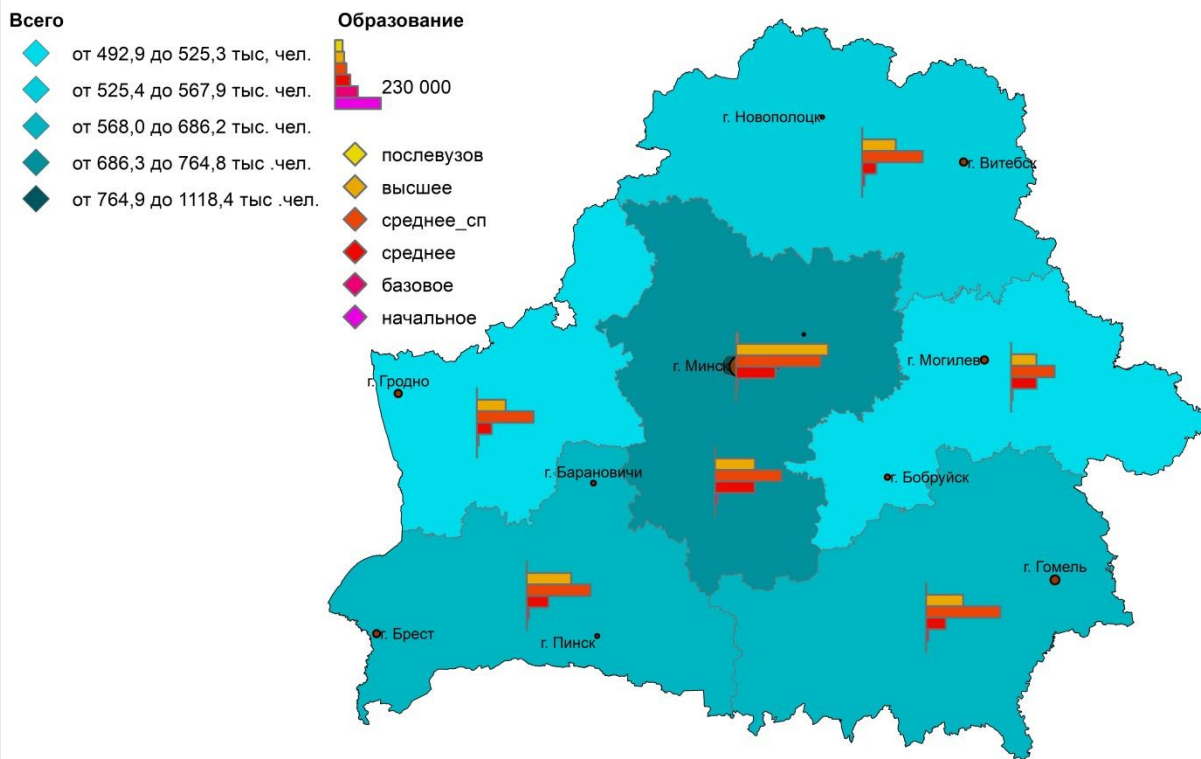 Всего
от 492,9 до 525,3 тыс, чел.
от 525,4 до 567,9 тыс. чел.
от 568,0 до 686,2 тыс. чел.
от 686,3 до 764,8 тыс .чел.
от 764,9 до 1118,4 тыс .чел.
Образование
230 000
послевузов
высшее
среднее_сп
среднее
базовое
начальное
г. Новополоцк
г. Витебск
г. Минск
г. Могилев
г. Гродно
г. Барановичи
г. Бобруйск
г. Гомель
г. Брест
г. Пинск